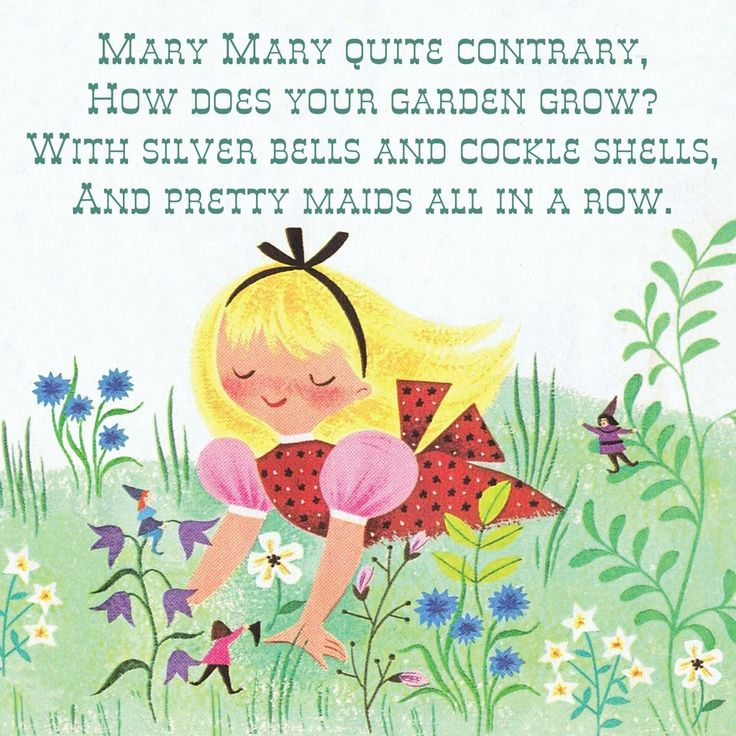 Mary Mary quite contrary,
How does your garden grow?
With silver bells and cockle shells,
And pretty maids all in a row.